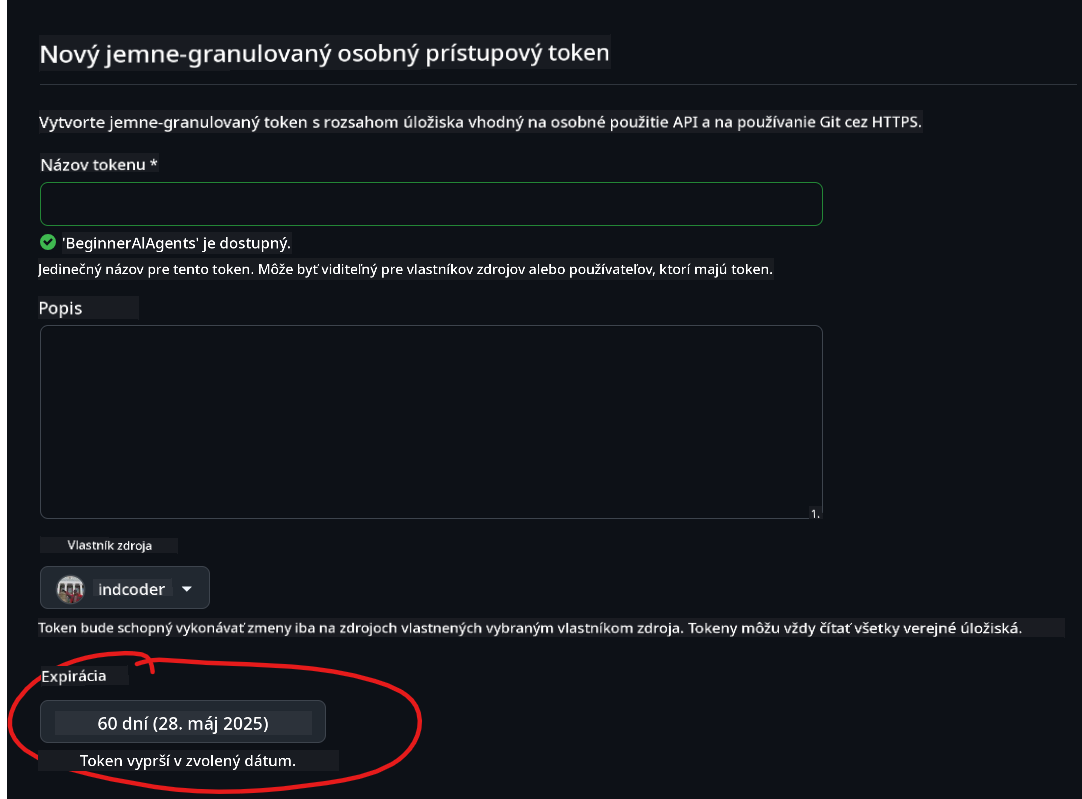 Nový jemne-granulovaný osobný prístupový token
Vytvorte jemne-granulovaný token s rozsahom úložiska vhodný na osobné použitie API a na používanie Git cez HTTPS.
Názov tokenu *
'BeginnerAIAgents' je dostupný.
Jedinečný názov pre tento token. Môže byť viditeľný pre vlastníkov zdrojov alebo používateľov, ktorí majú token.
Popis
1.
Vlastník zdroja
indcoder
Token bude schopný vykonávať zmeny iba na zdrojoch vlastnených vybraným vlastníkom zdroja. Tokeny môžu vždy čítať všetky verejné úložiská.
Expirácia
60 dní (28. máj 2025)
Token vyprší v zvolený dátum.